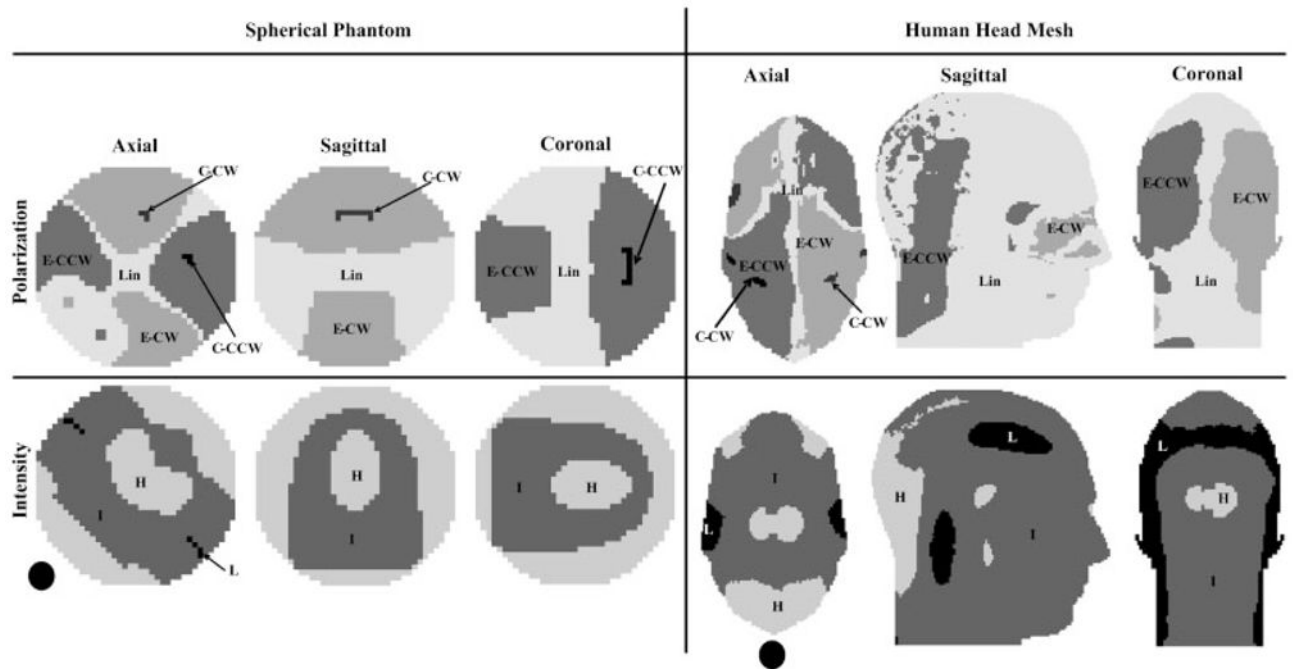 Spherical Phantom
Human Head Mesh
Axial
Sagittal
Coronal
Axial
Sagittal
Coronal
Polarization
C-CW
E-CCW
Lin
E-CW
C-CCW
C-CW
Lin
E-CW
C-CCW
E-CCW
Lin
Lin
E-CW
E-CCW
C-CCW
C-CW
E-CW
E-CCW
Lin
E-CCW
E-CW
Lin
Intensity
H
I
L
H
I
I
H
I
L
H
L
H
I
L
H
I